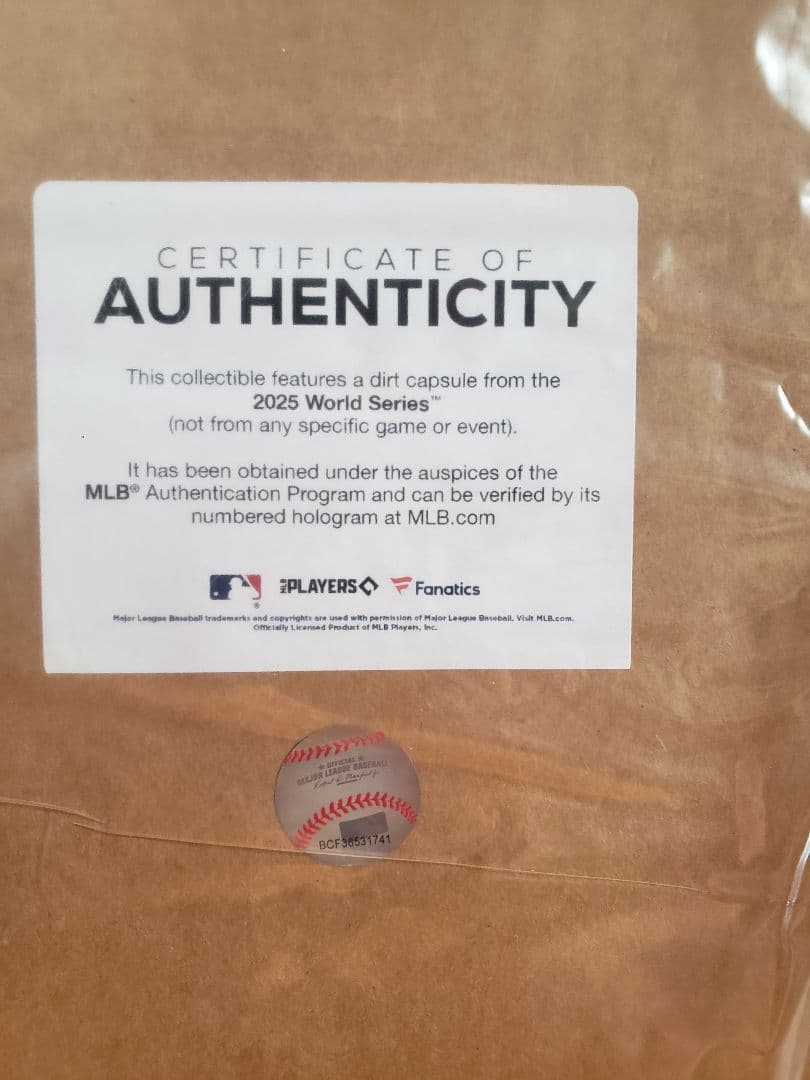 CERTIFICATE OF
AUTHENTICITY
This collectible features a dirt capsule from the
2025 World Series™
(not from any specific game or event).
It has been obtained under the auspices of the
MLB® Authentication Program and can be verified by its
numbered hologram at MLB.com
MLB PLAYERS Fanatics
Major League Baseball trademarks and copyrights are used with permission of Major League Baseball. Visit MLB.com.
Officially Licensed Product of MLB Players, Inc.
OFFICIAL
MAJOR LEAGUE BASEBALL
BCF38531741